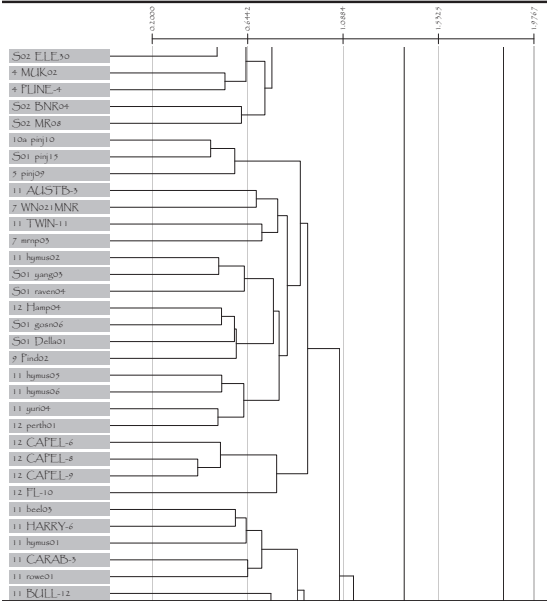 0.2000 0.6442 1.0884 1.5325 1.9767
S02 ELE30
4 MUK02
4 PUNE-4
S02 BNR04
S02 MR08
10a pinj10
S01 pinj15
5 pinj09
11 AUSTB-3
7 WN021MNR
11 TWIN-11
7 mrnp03
11 hymus02
S01 yang03
S01 raven04
12 Hamp04
S01 gosn06
S01 Della01
9 Pind02
11 hymus05
11 hymus06
11 yuri04
12 perth01
12 CAPEL-6
12 CAPEL-8
12 CAPEL-9
12 FL-10
11 beel03
11 HARRY-6
11 hymus01
11 CARAB-3
11 ruwe01
11 BULL-12